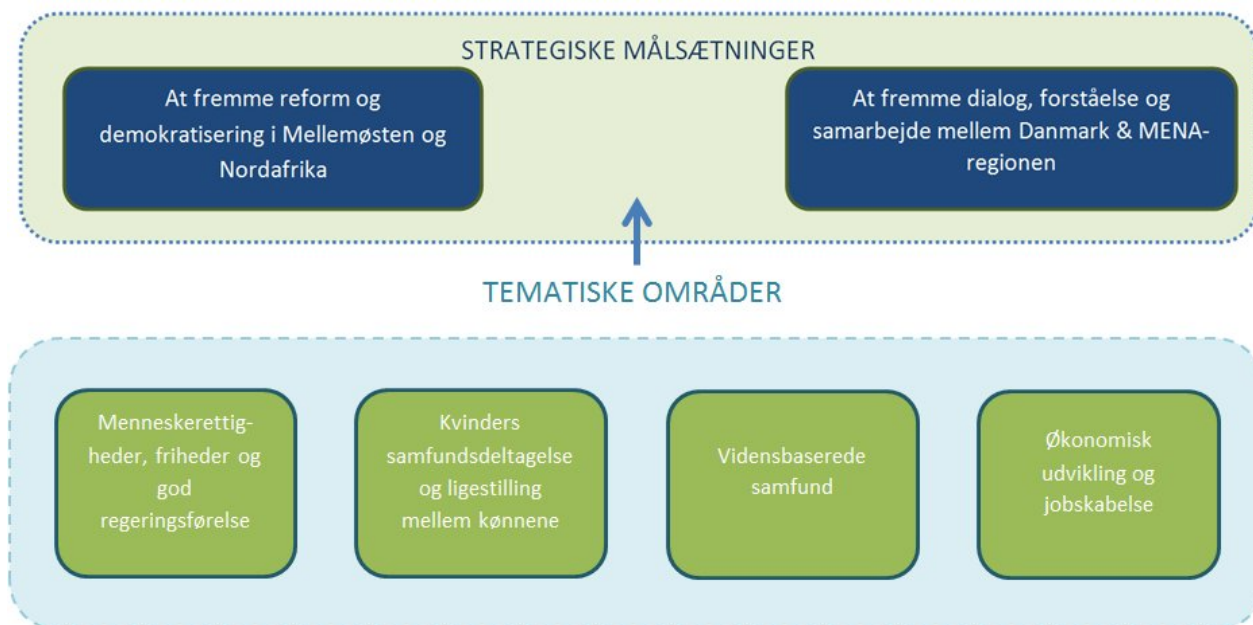 STRATEGISKE MÅLSÆTNINGER
At fremme reform og
demokratisering i Mellemøsten og
Nordafrika
At fremme dialog, forståelse og
samarbejde mellem Danmark & MENA-
regionen
TEMATISKE OMRÅDER
Menneskerettig-
heder, friheder og
god
regeringsførelse
Kvinders
samfundsdeltagelse
og ligestilling
mellem kønnene
Vidensbaserede
samfund
Økonomisk
udvikling og
jobskabelse